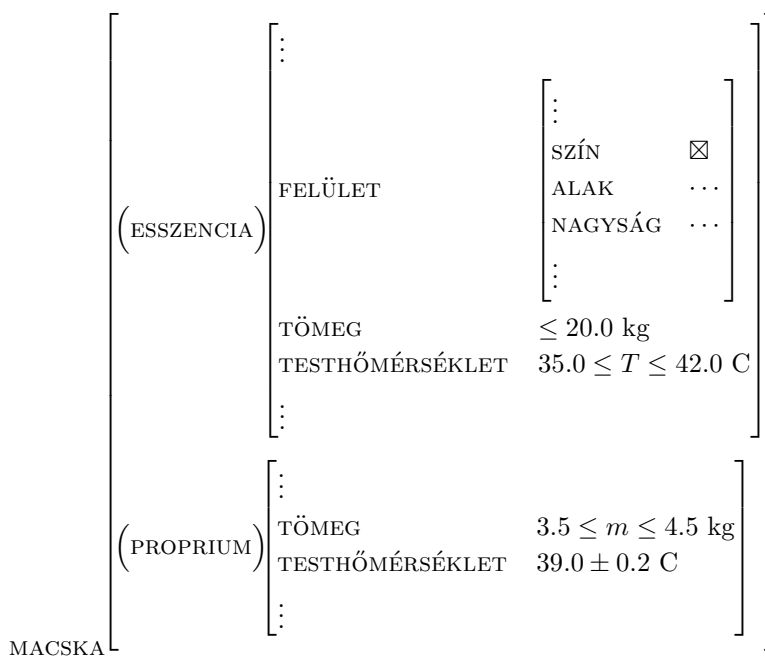 ⋮
⋮
SZÍN ☒
ALAK ⋯
FELÜLET
NAGYSÁG ⋯
(ESSZENCIA)
⋮
TÖMEG ≤ 20.0 kg
TESTHŐMÉRSÉKLET 35.0 ≤ T ≤ 42.0 C
⋮
⋮
TÖMEG 3.5 ≤ m ≤ 4.5 kg
(PROPRIUM)
TESTHŐMÉRSÉKLET 39.0 ± 0.2 C
⋮
MACSKA